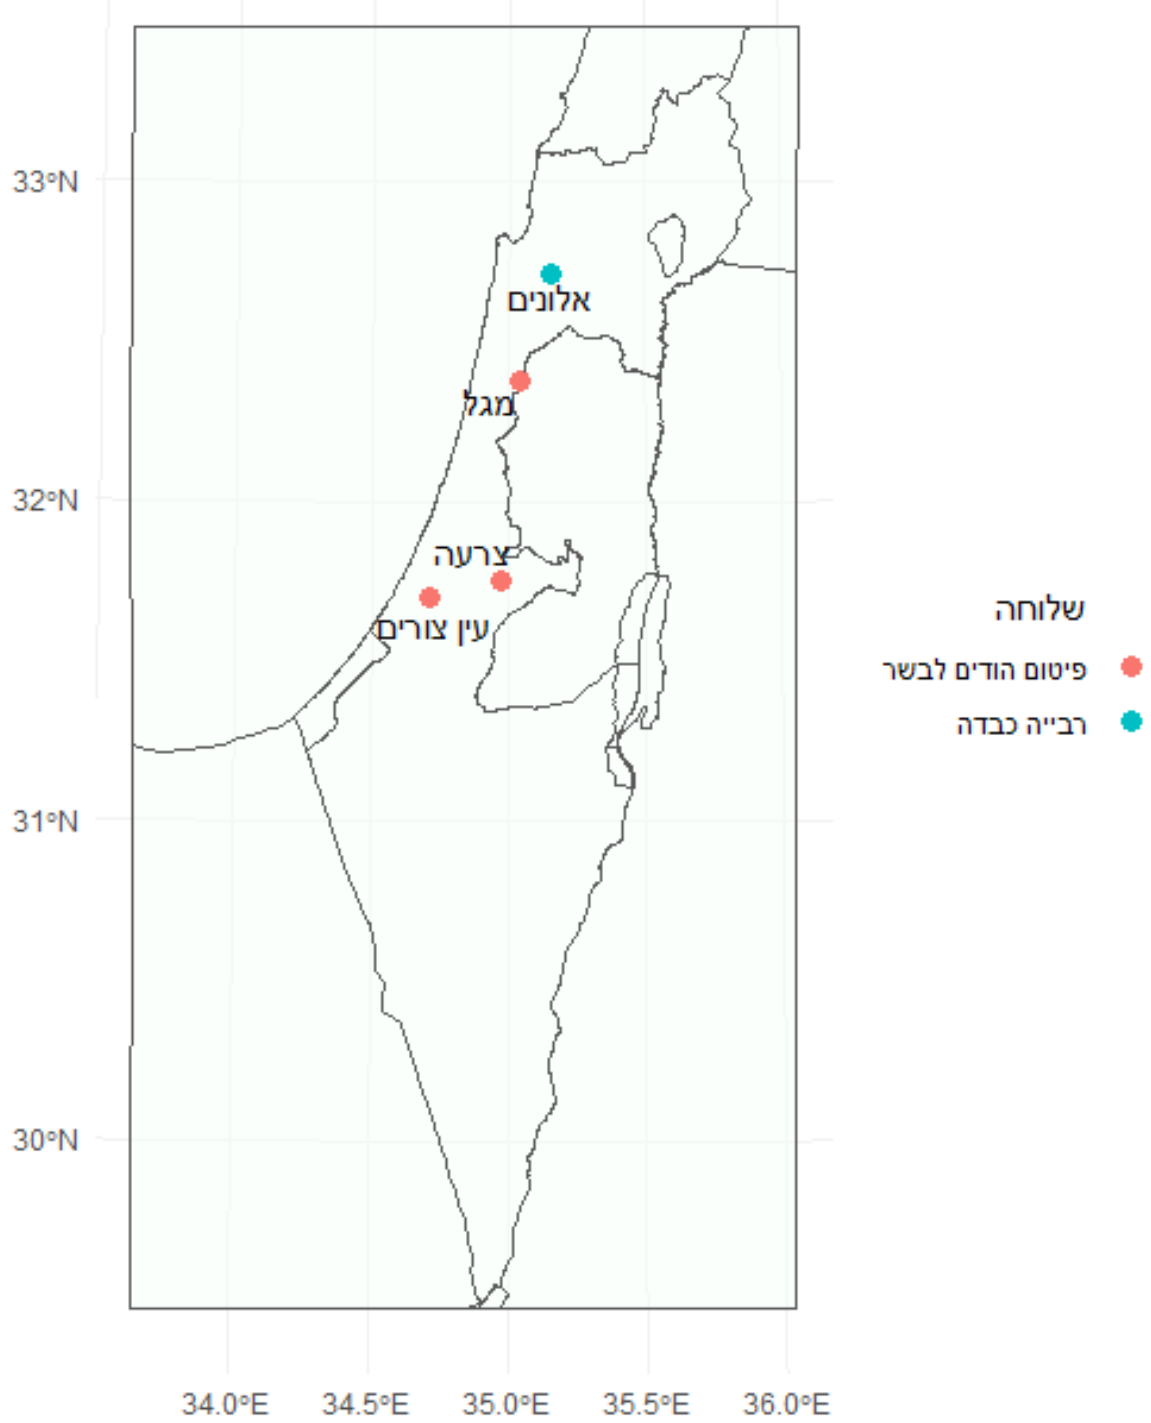 33°N
אלונים
מגל
32°N
צרעה
עין צורים
שלוחה
פיטום הודים לבשר
רבייה כבדה
31°N
30°N
34.0°E 34.5°E 35.0°E 35.5°E 36.0°E